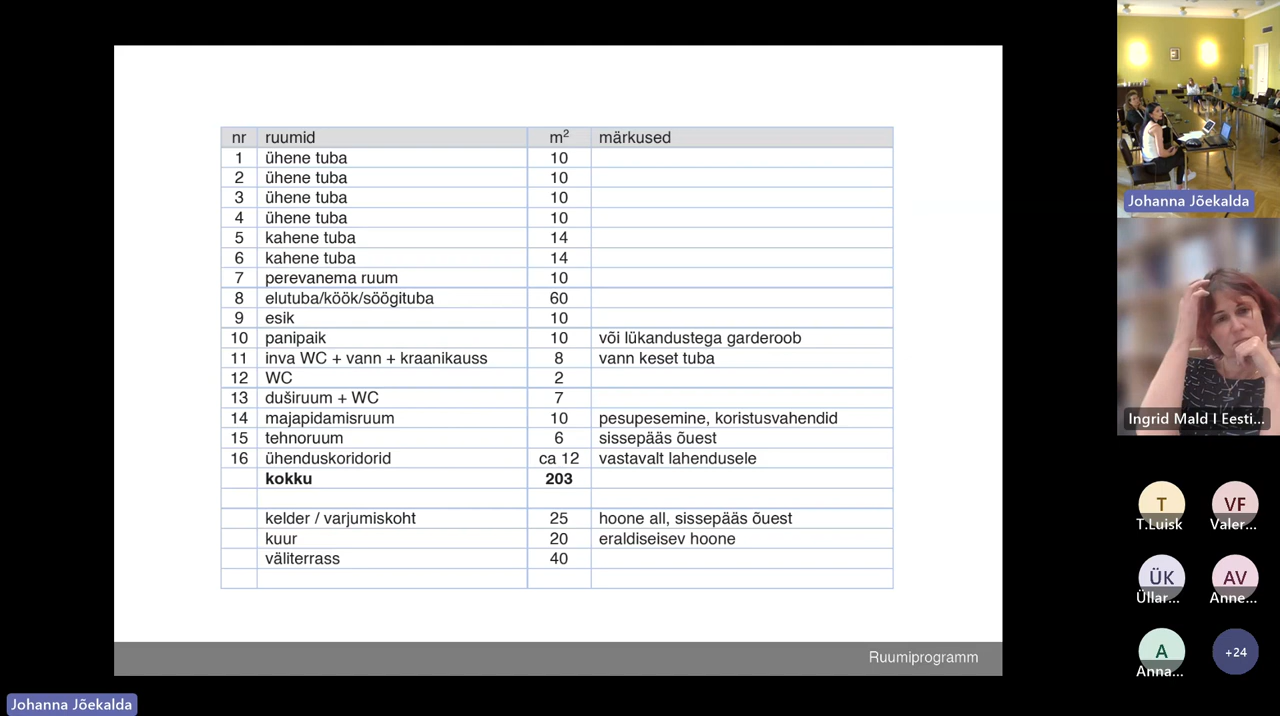 nr ruumid m² märkused
1 ühene tuba 10
2 ühene tuba 10
3 ühene tuba 10
4 ühene tuba 10
5 kahene tuba 14
6 kahene tuba 14
7 perevanema ruum 10
8 elutuba/köök/söögituba 60
9 esik 10
10 panipaik 10 või lükandustega garderoob
11 inva WC + vann + kraanikauss 8 vann keset tuba
12 WC 2
13 duširuum + WC 7
14 majapidamisruum 10 pesupesemine, koristusvahendid
15 tehnoruum 6 sissepääs õuest
16 ühenduskoridorid ca 12 vastavalt lahendusele
kokku 203
kelder / varjumiskoht 25 hoone all, sissepääs õuest
kuur 20 eraldiseisev hoone
väliterrass 40
Ruumiprogramm
Johanna Jõekalda
Johanna Jõekalda
Ingrid Mald I Eesti...
T
T.Luisk
VF
Valer...
ÜK
Üllar...
AV
Anne...
A
Anna...
+24